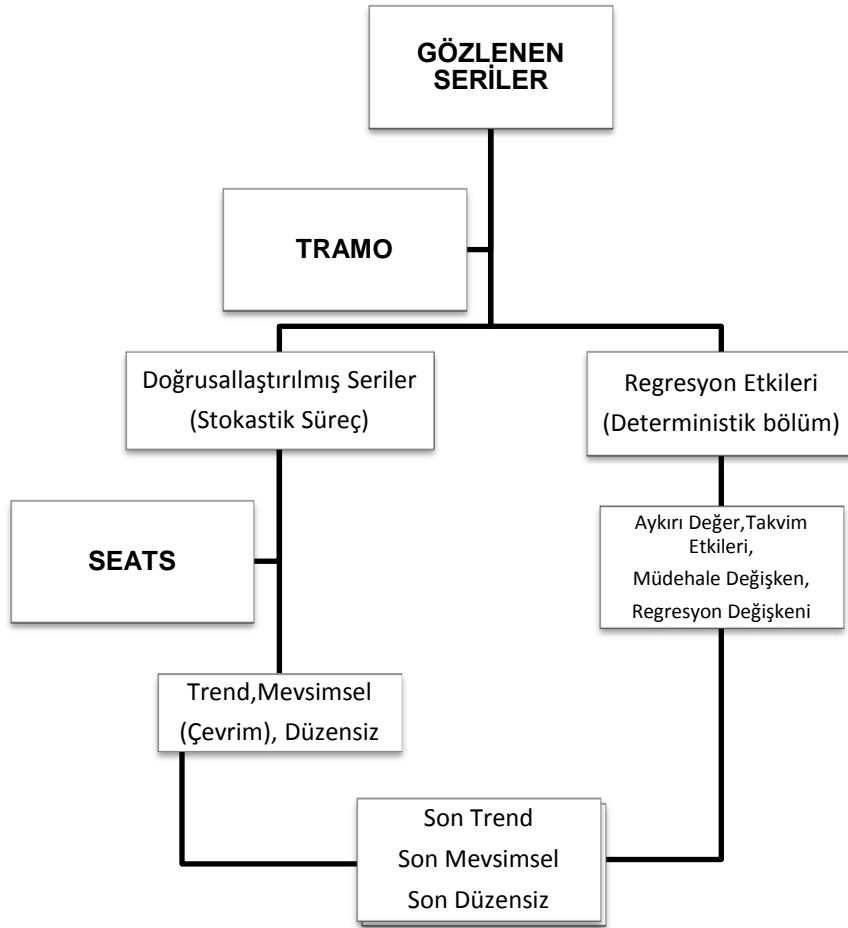 GÖZLENEN
SERİLER
TRAMO
Doğrusallaştırılmış Seriler
(Stokastik Süreç)
Regresyon Etkileri
(Deterministik bölüm)
SEATS
Aykırı Değer,Takvim
Etkileri,
Müdehale Değişken,
Regresyon Değişkeni
Trend,Mevsimsel
(Çevrim), Düzensiz
Son Trend
Son Mevsimsel
Son Düzensiz